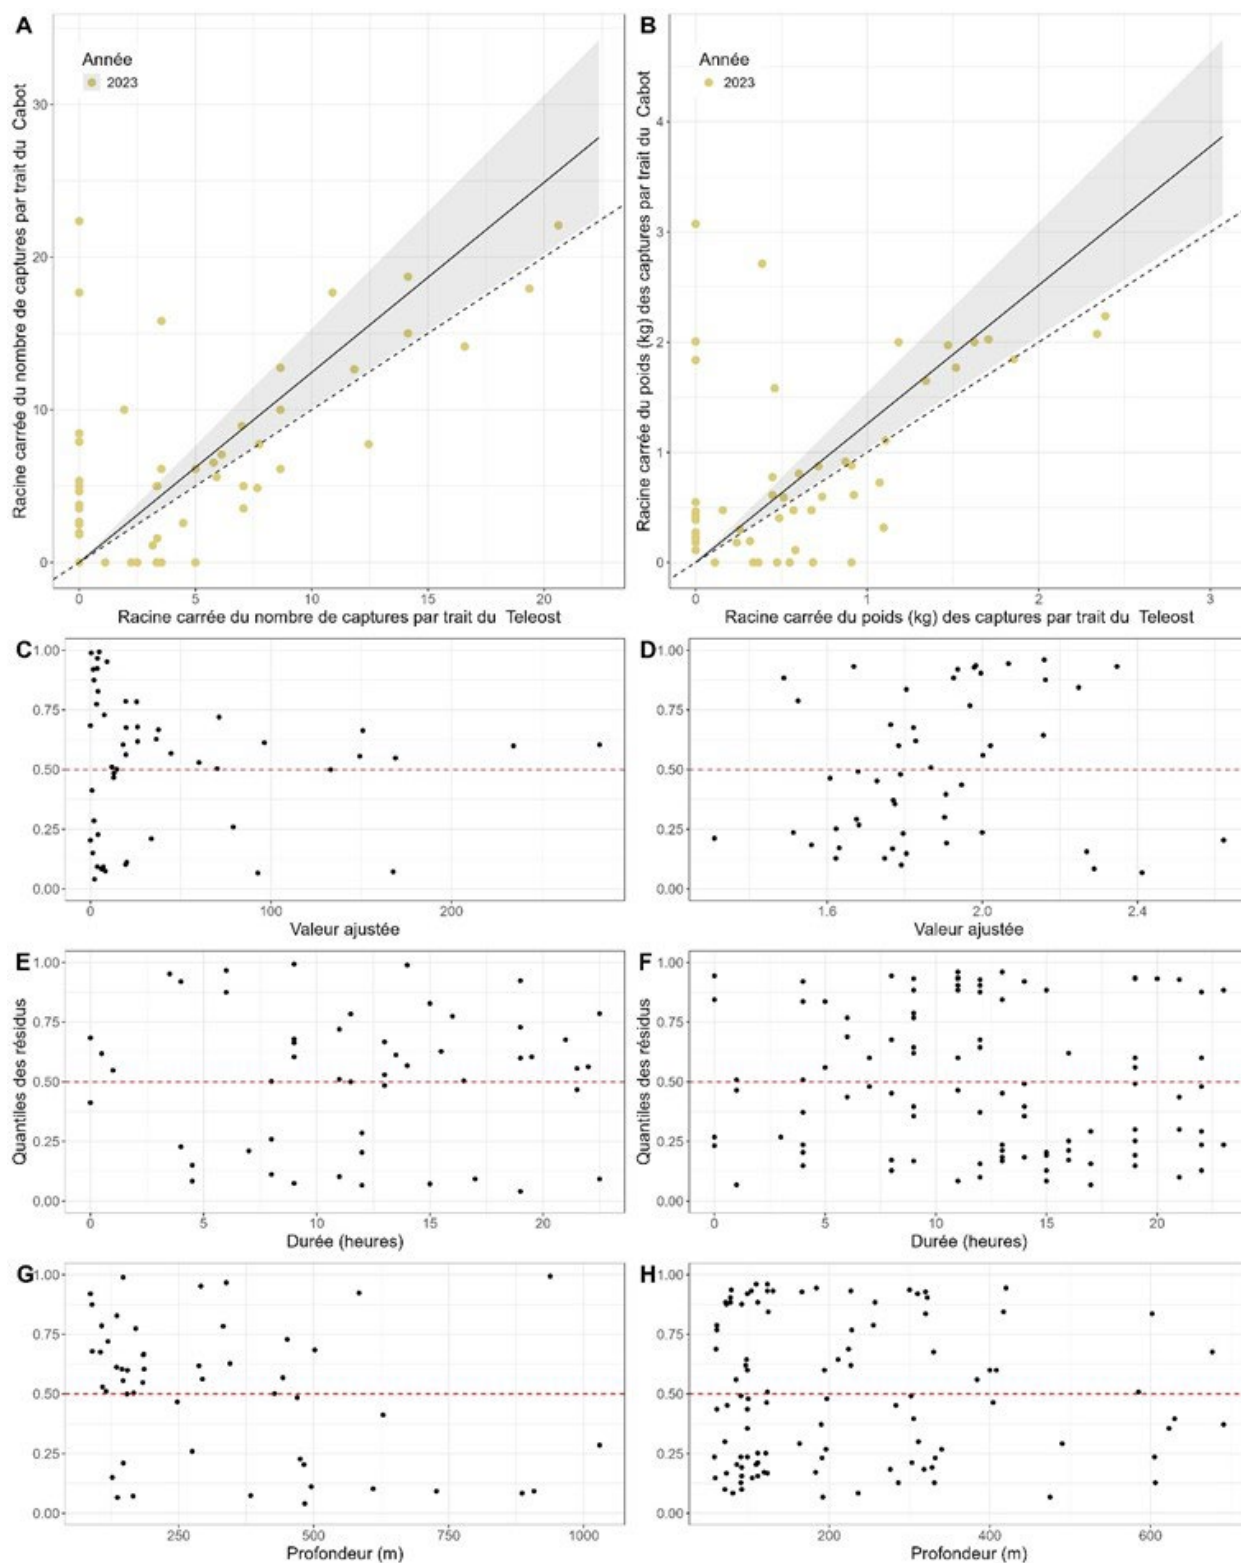 A
B
Année
2023
Année
2023
Racine carrée du nombre de captures par trait du Cabot
30
20
10
0
Racine carrée du poids (kg) des captures par trait du Cabot
4
3
2
1
0
0 5 10 15 20
0 1 2 3
Racine carrée du nombre de captures par trait du Teleost
Racine carrée du poids (kg) des captures par trait du Teleost
C
1.00
0.75
0.50
0.25
0.00
0 100 200
Valeur ajustée
D
1.00
0.75
0.50
0.25
0.00
1.6 2.0 2.4
Valeur ajustée
E
Quantiles des résidus
1.00
0.75
0.50
0.25
0.00
0 5 10 15 20
Durée (heures)
F
Quantiles des résidus
1.00
0.75
0.50
0.25
0.00
0 5 10 15 20
Durée (heures)
G
1.00
0.75
0.50
0.25
0.00
250 500 750 1000
Profondeur (m)
H
1.00
0.75
0.50
0.25
0.00
200 400 600
Profondeur (m)